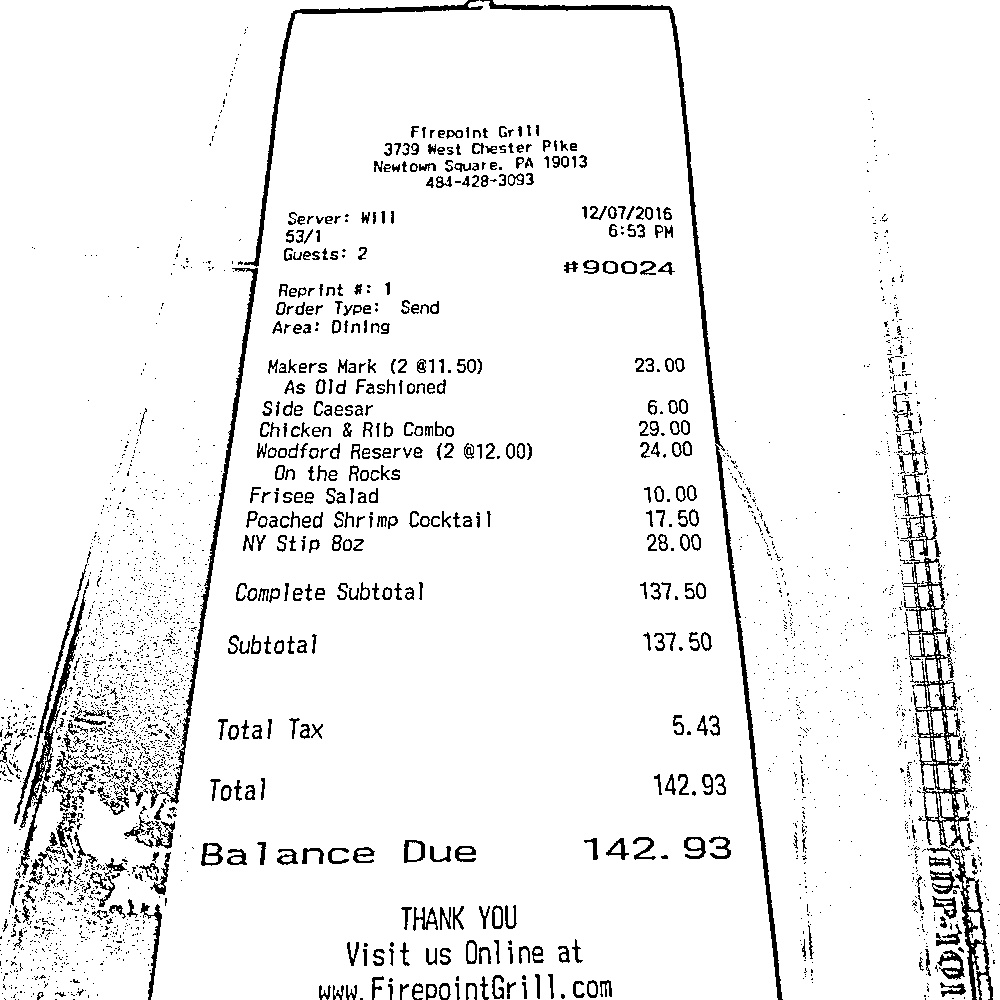 Firepoint Grill
3739 West Chester Pike
Newtown Square, PA 19013
484-428-3093
Server: Will 12/07/2016
53/1 6:53 PM
Guests: 2
#90024
Reprint #: 1
Order Type: Send
Area: Dining
Makers Mark (2 @11.50) 23.00
As Old Fashioned
Side Caesar 6.00
Chicken & Rib Combo 29.00
Woodford Reserve (2 @12.00) 24.00
On the Rocks
Frisee Salad 10.00
Poached Shrimp Cocktail 17.50
NY Stip 8oz 28.00
Complete Subtotal 137.50
Subtotal 137.50
Total Tax 5.43
Total 142.93
Balance Due 142.93
THANK YOU
Visit us Online at
www.FirepointGrill.com